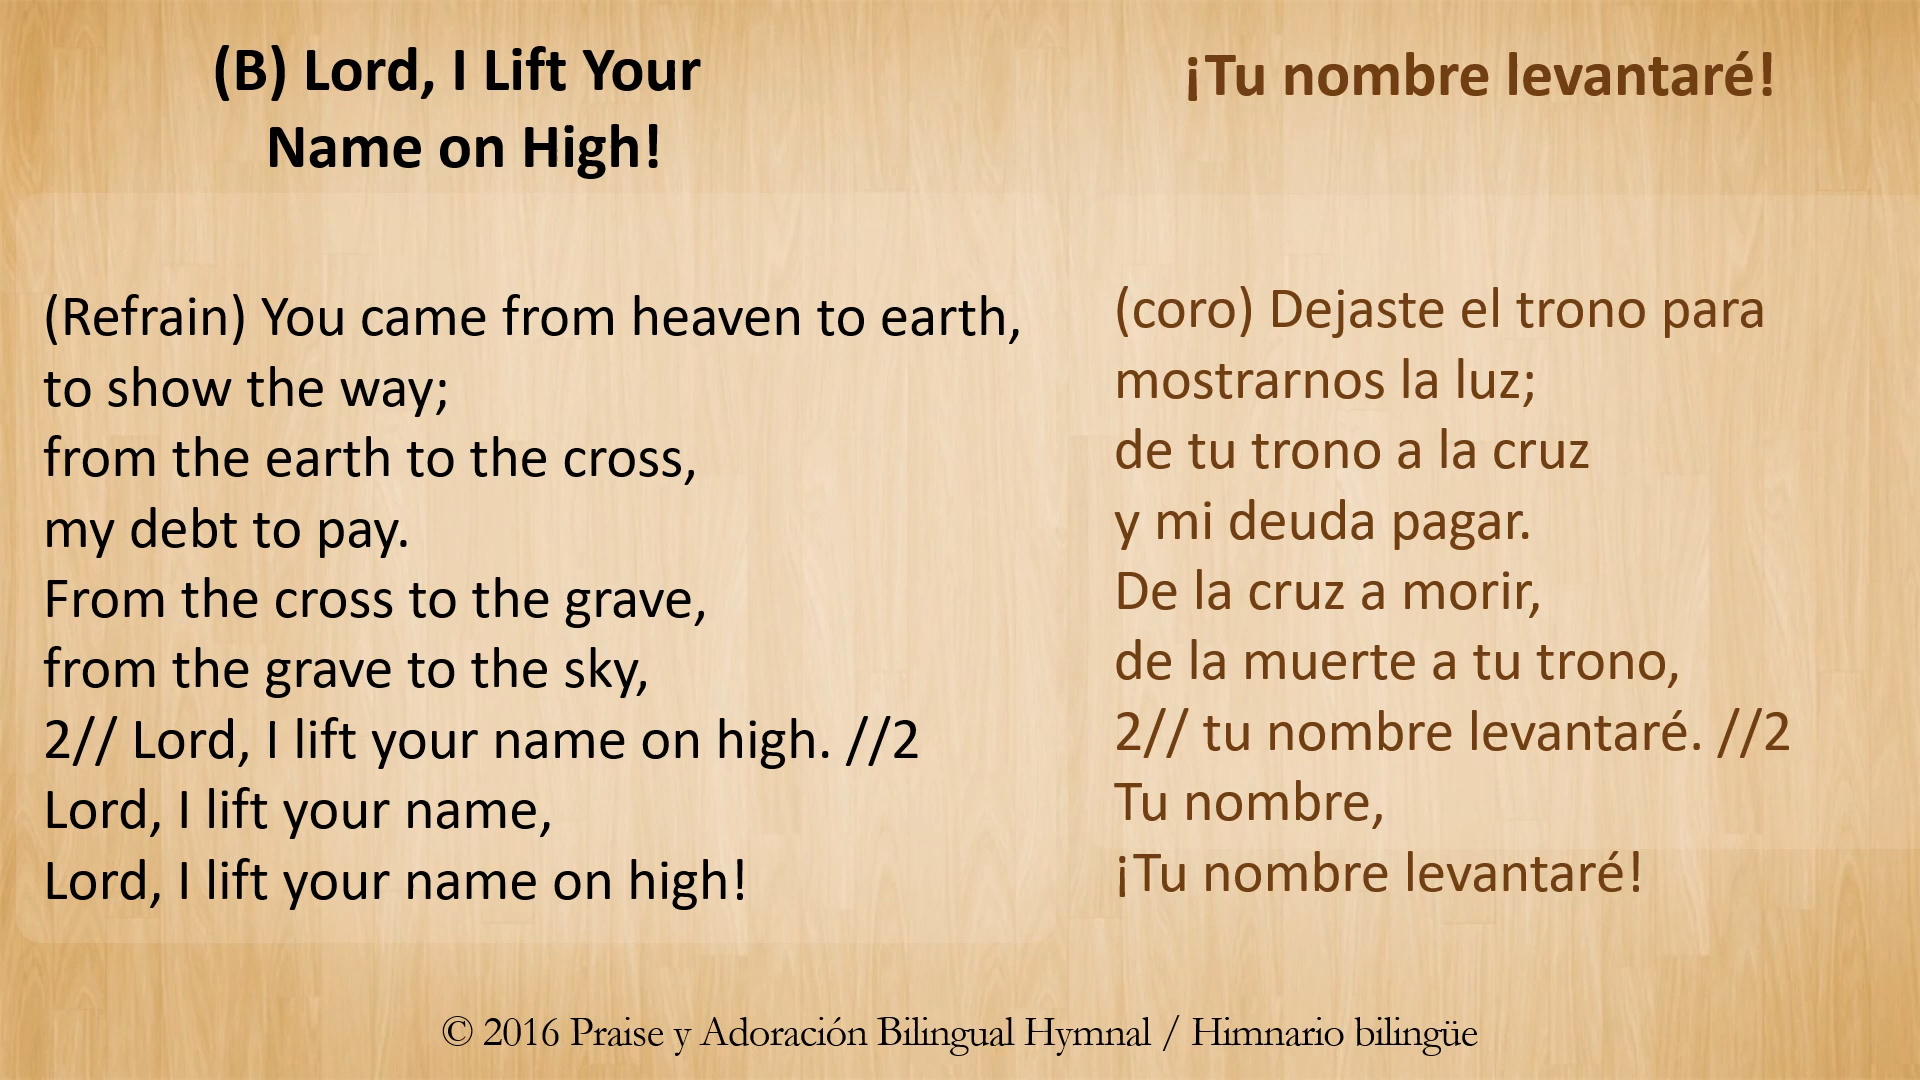 (B) Lord, I Lift Your
Name on High!
(Refrain) You came from heaven to earth,
to show the way;
from the earth to the cross,
my debt to pay.
From the cross to the grave,
from the grave to the sky,
2// Lord, I lift your name on high. //2
Lord, I lift your name,
Lord, I lift your name on high!
¡Tu nombre levantaré!
(coro) Dejaste el trono para
mostrarnos la luz;
de tu trono a la cruz
y mi deuda pagar.
De la cruz a morir,
de la muerte a tu trono,
2// tu nombre levantaré. //2
Tu nombre,
¡Tu nombre levantaré!
© 2016 Praise y Adoración Bilingual Hymnal / Himnario bilingüe